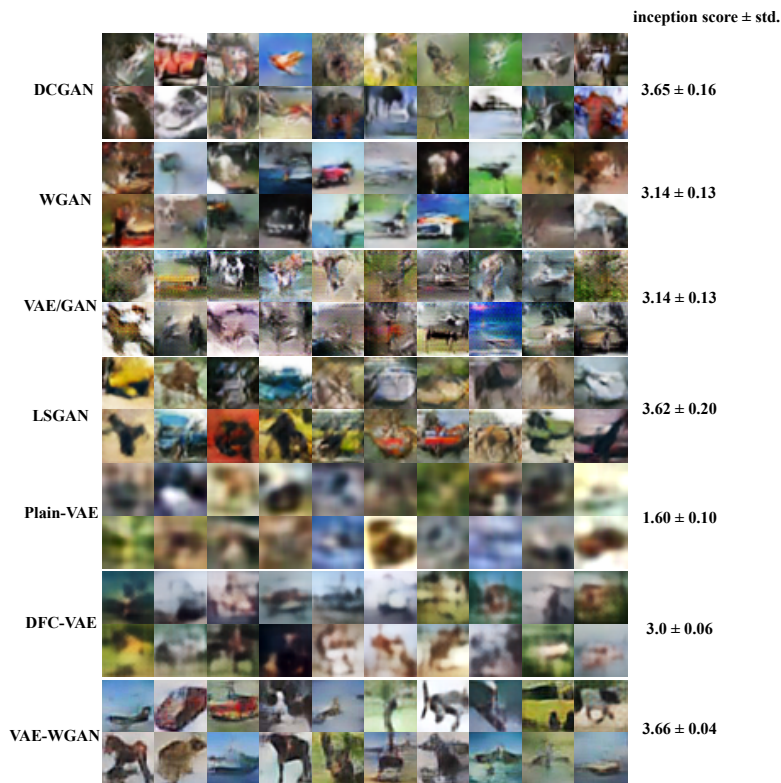 inception score ± std.
DCGAN
3.65 ± 0.16
WGAN
3.14 ± 0.13
VAE/GAN
3.14 ± 0.13
LSGAN
3.62 ± 0.20
Plain-VAE
1.60 ± 0.10
DFC-VAE
3.0 ± 0.06
VAE-WGAN
3.66 ± 0.04